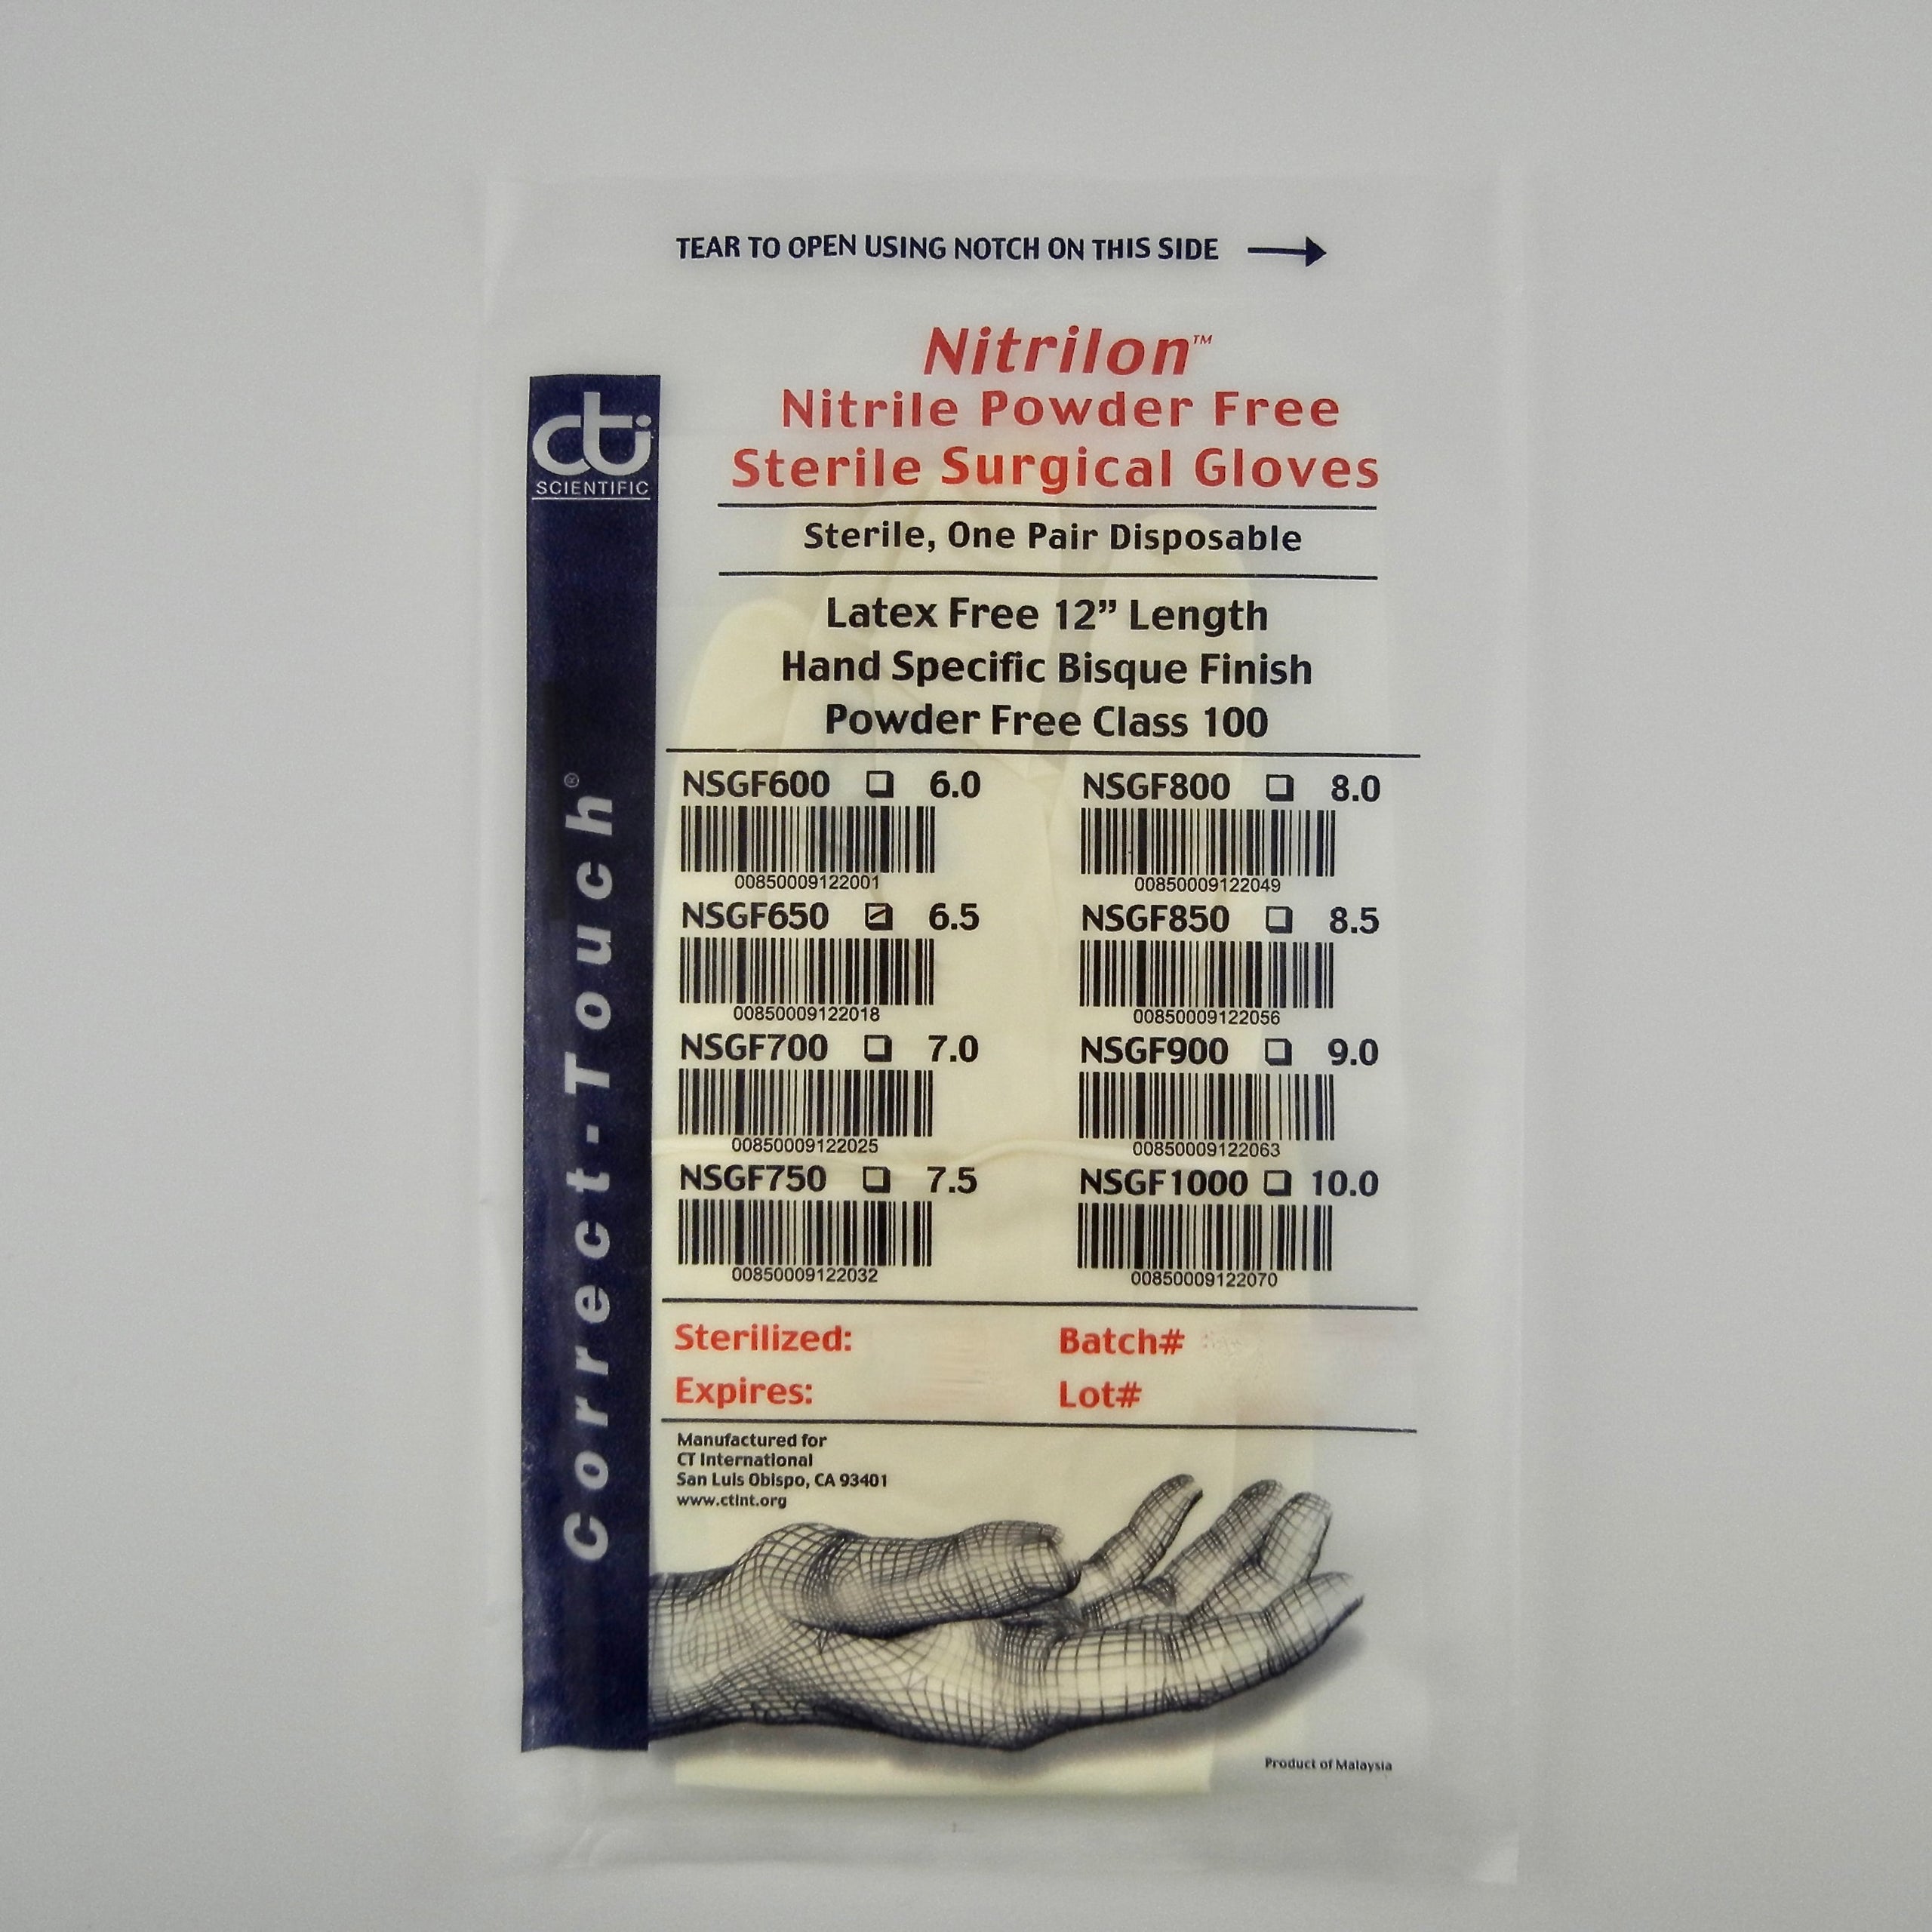 TEAR TO OPEN USING NOTCH ON THIS SIDE
Nitrilon™
Nitrile Powder Free
Sterile Surgical Gloves
Sterile, One Pair Disposable
Latex Free 12” Length
Hand Specific Bisque Finish
Powder Free Class 100
cti
SCIENTIFIC
Correct-Touch®
NSGF600 6.0
00850009122001
NSGF650 6.5
00850009122018
NSGF700 7.0
00850009122025
NSGF750 7.5
00850009122032
NSGF800 8.0
00850009122049
NSGF850 8.5
00850009122056
NSGF900 9.0
00850009122063
NSGF1000 10.0
00850009122070
Sterilized:
Batch#
Expires:
Lot#
Manufactured for
CT International
San Luis Obispo, CA 93401
www.ctint.org
Product of Malaysia